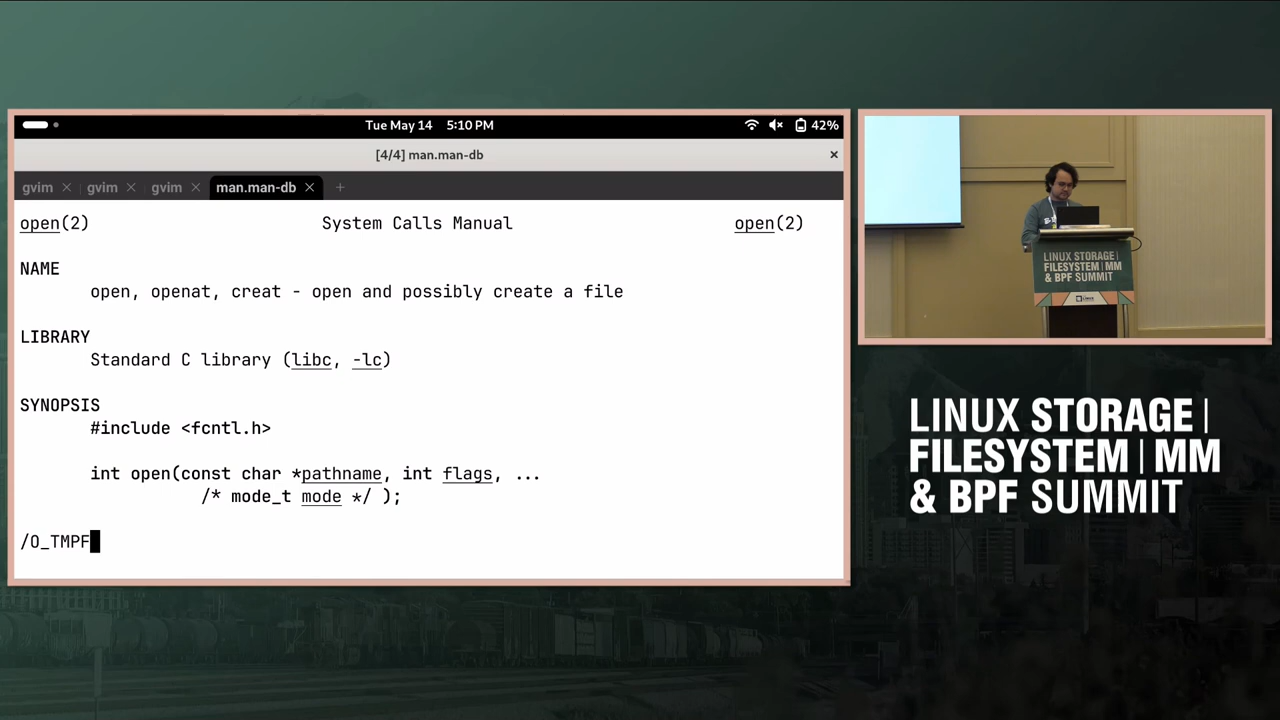 Tue May 14 5:10 PM
42%
[4/4] man.man-db
gvim
gvim
gvim
man.man-db
open(2) System Calls Manual open(2)
NAME
open, openat, creat - open and possibly create a file
LIBRARY
Standard C library (libc, -lc)
SYNOPSIS
#include <fcntl.h>
int open(const char *pathname, int flags, ...
/* mode_t mode */ );
/O_TMPF
LINUX STORAGE|
FILESYSTEM|MM
& BPF SUMMIT
LINUX STORAGE|
FILESYSTEM|MM
& BPF SUMMIT